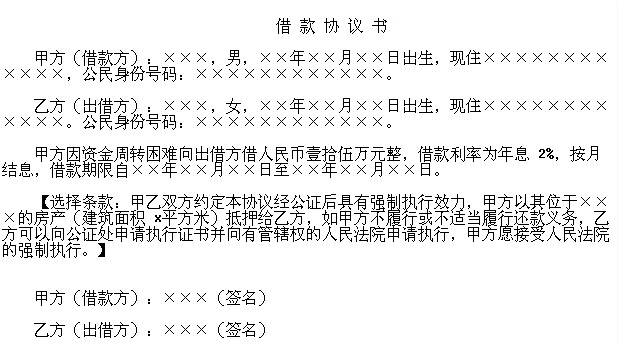 借 款 协 议 书
甲方（借款方）：×××，男，××年××月××日出生，现住××××××××××
××××，公民身份号码：××××××××××××。
乙方（出借方）：×××，女，××年××月××日出生，现住××××××××××
××××。公民身份号码：××××××××××××。
甲方因资金周转困难向出借方借人民币壹拾伍万元整，借款利率为年息 2%，按月
结息，借款期限自××年××月××日至××年××月××日。
【选择条款：甲乙双方约定本协议经公证后具有强制执行效力，甲方以其位于××
×的房产（建筑面积 x平方米）抵押给乙方，如甲方不履行或不适当履行还款义务，乙
方可以向公证处申请执行证书并向有管辖权的人民法院申请执行，甲方愿接受人民法院
的强制执行。】
甲方（借款方）：×××（签名）
乙方（出借方）：×××（签名）